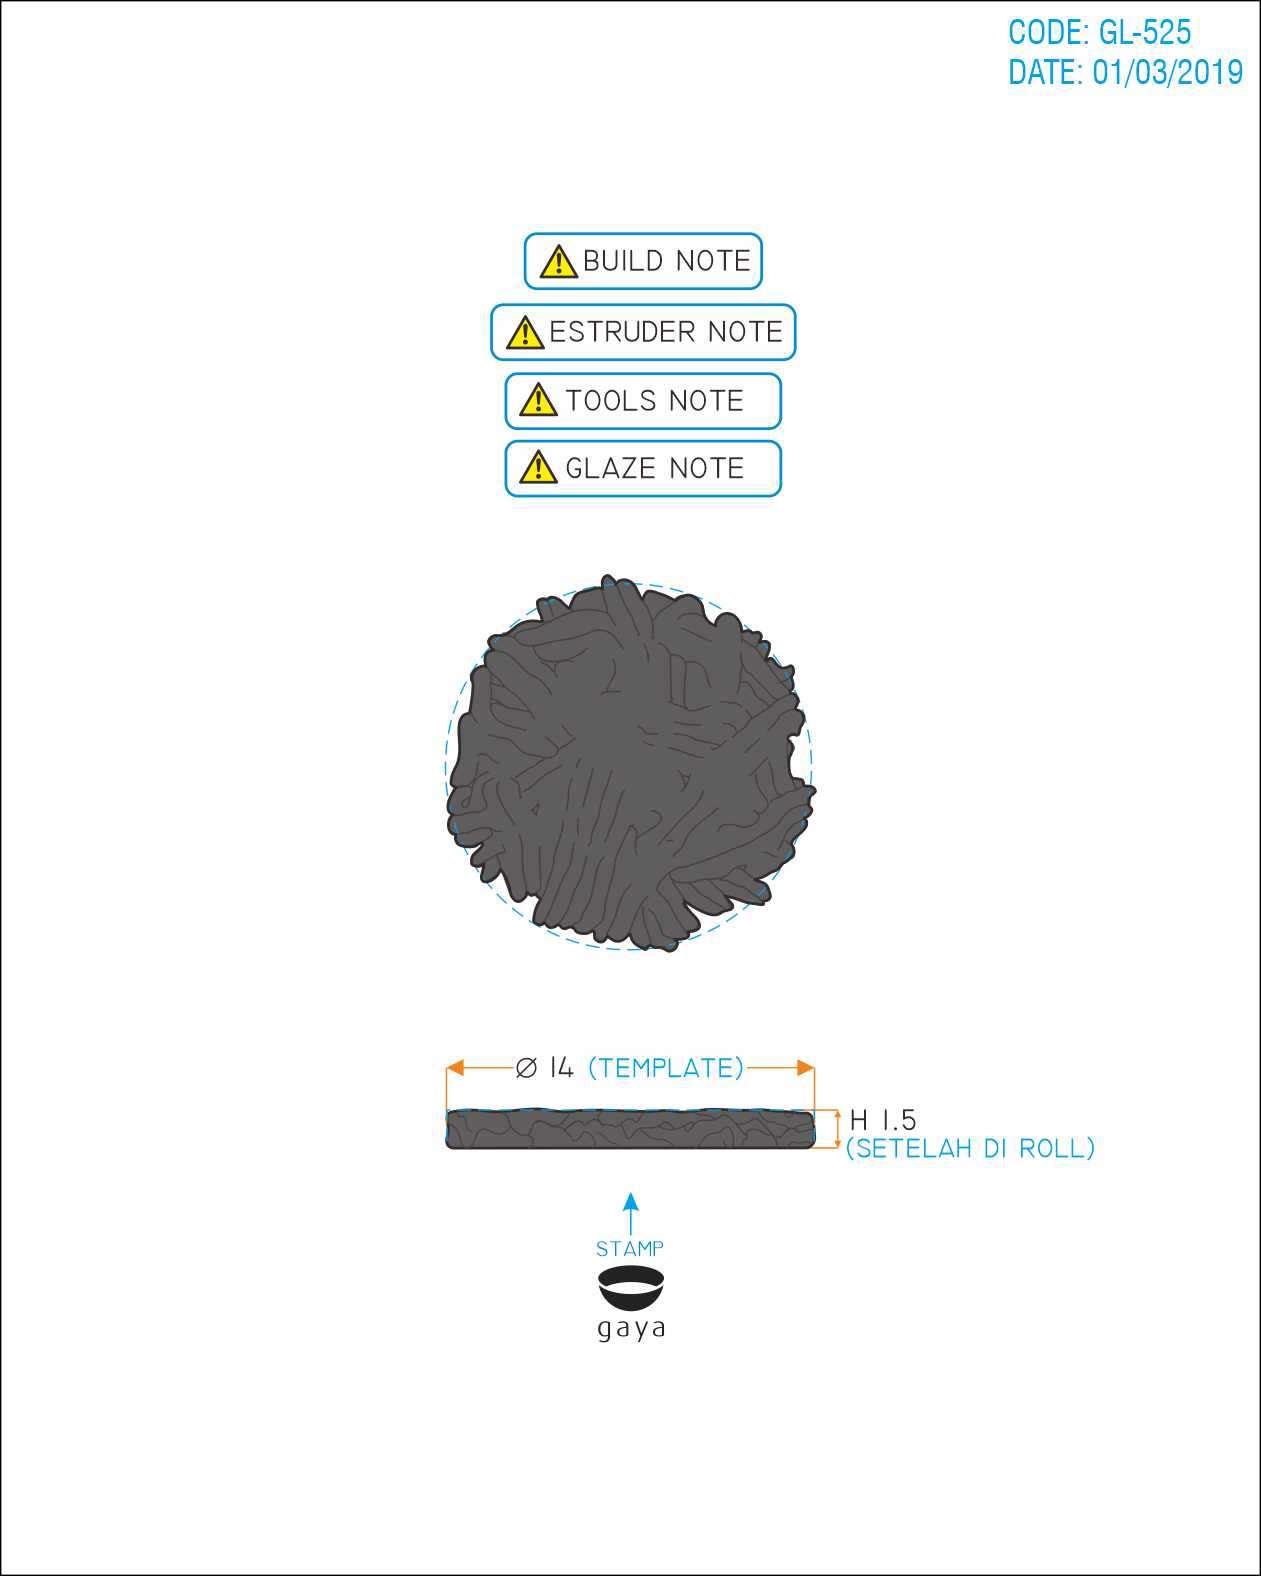 CODE: GL-525
DATE: 01/03/2019
BUILD NOTE
ESTRUDER NOTE
TOOLS NOTE
GLAZE NOTE
Ø 14 (TEMPLATE)
H 1.5
(SETELAH DI ROLL)
STAMP
gaya